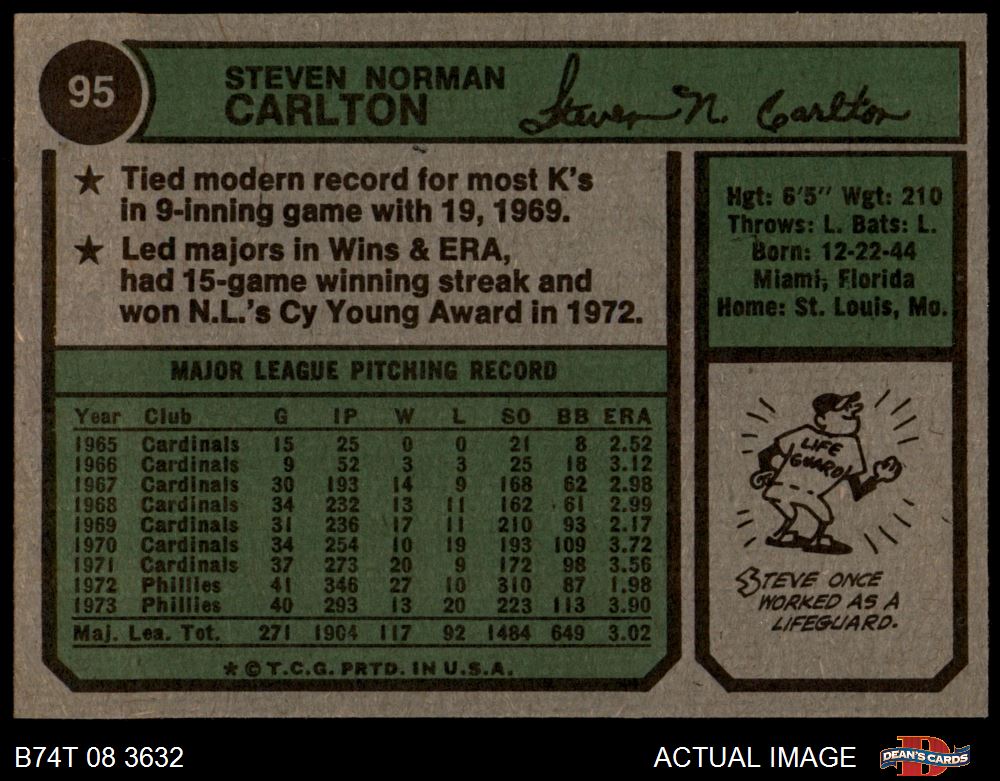 95
STEVEN NORMAN
CARLTON
Steven N. Carlton
★ Tied modern record for most K's
in 9-inning game with 19, 1969.
★ Led majors in Wins & ERA,
had 15-game winning streak and
won N.L.'s Cy Young Award in 1972.
Hgt: 6'5" Wgt: 210
Throws: L. Bats: L.
Born: 12-22-44
Miami, Florida
Home: St. Louis, Mo.
MAJOR LEAGUE PITCHING RECORD
Year Club G IP W L SO BB ERA
1965 Cardinals 15 25 0 0 21 8 2.52
1966 Cardinals 9 52 3 3 25 18 3.12
1967 Cardinals 30 193 14 9 168 62 2.98
1968 Cardinals 34 232 13 11 162 61 2.99
1969 Cardinals 31 236 17 11 210 93 2.17
1970 Cardinals 34 254 10 19 193 109 3.72
1971 Cardinals 37 273 20 9 172 98 3.56
1972 Phillies 41 346 27 10 310 87 1.98
1973 Phillies 40 293 13 20 223 113 3.90
Maj. Lea. Tot. 271 1904 117 92 1484 649 3.02
★ © T.C.G. PRTD. IN U.S.A.
LIFE
GUARD
STEVE ONCE
WORKED AS A
LIFEGUARD.
B74T 08 3632
ACTUAL IMAGE
DEAN'S CARDS